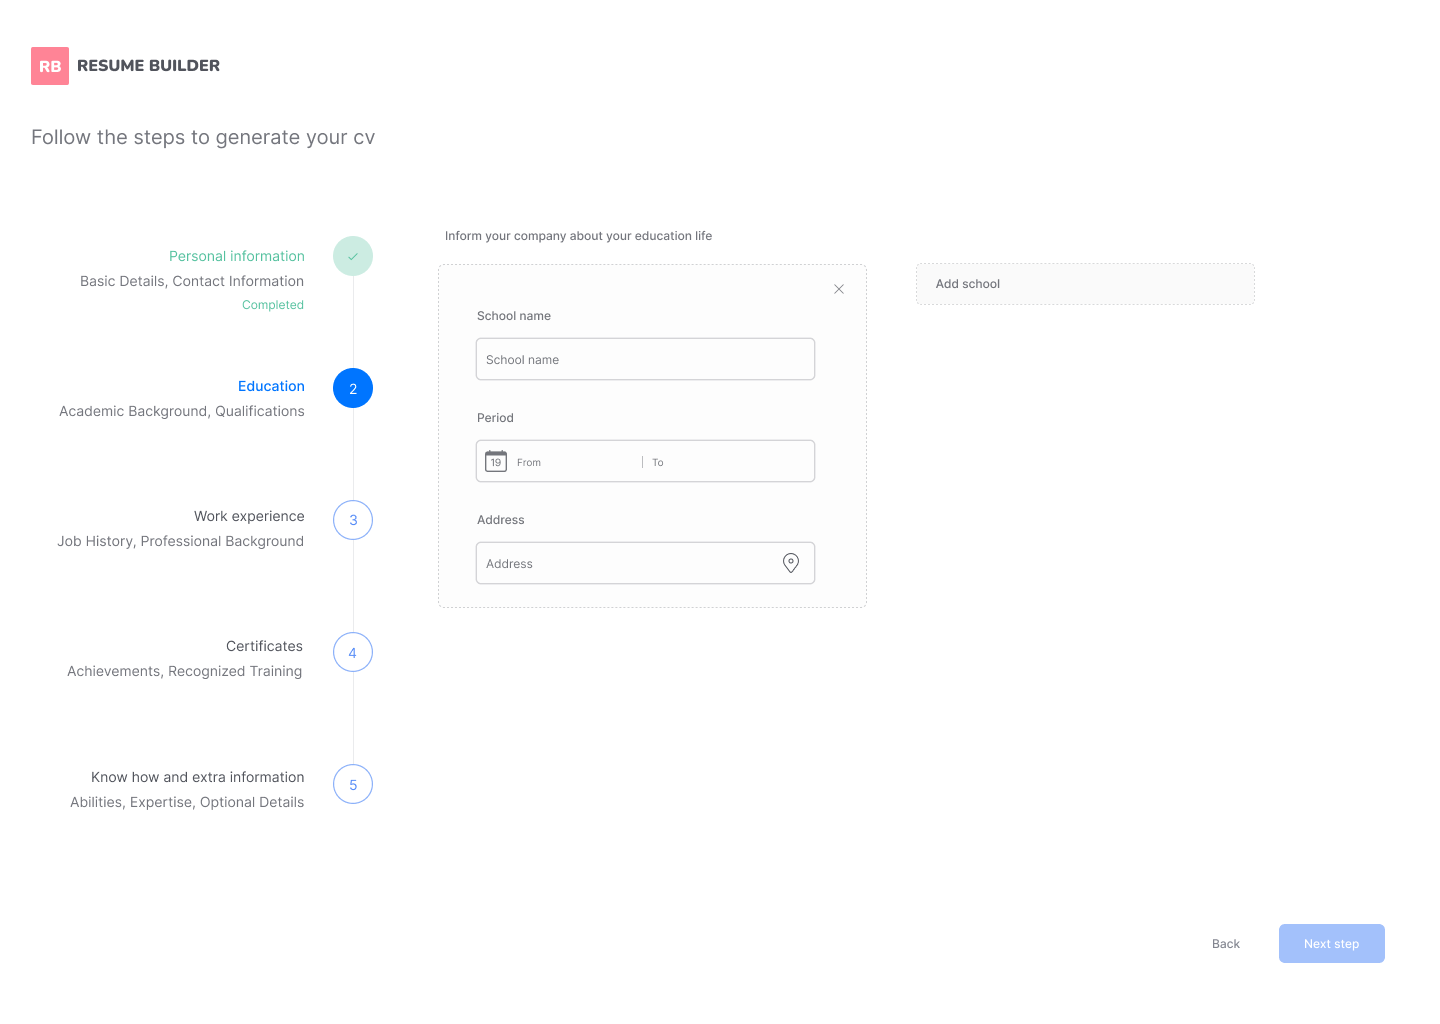 RB RESUME BUILDER
Follow the steps to generate your cv
Personal information
Basic Details, Contact Information
Completed
Education
2
Academic Background, Qualifications
Work experience
3
Job History, Professional Background
Certificates
4
Achievements, Recognized Training
Know how and extra information
5
Abilities, Expertise, Optional Details
Inform your company about your education life
School name
School name
Period
19 From To
Address
Address
Add school
Back
Next step